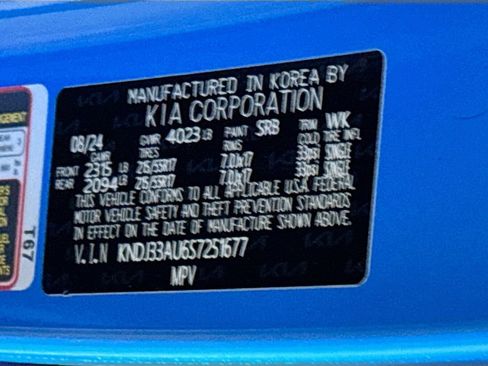 MANUFACTURED IN KOREA BY
KIA CORPORATION
08/24 GVWR 4023 LB PAINT SRB TRIM WK
GAWR TIRES RIMS COLD TIRE INFL
FRONT 2315 LB 215/55R17 7.0Jx17 33psi SINGLE
REAR 2094 LB 215/55R17 7.0Jx17 33psi SINGLE
THIS VEHICLE CONFORMS TO ALL APPLICABLE U.S.A. FEDERAL
MOTOR VEHICLE SAFETY AND THEFT PREVENTION STANDARDS
IN EFFECT ON THE DATE OF MANUFACTURE SHOWN ABOVE.
V.I.N KNDJ33AU6S7251677
MPV
T67